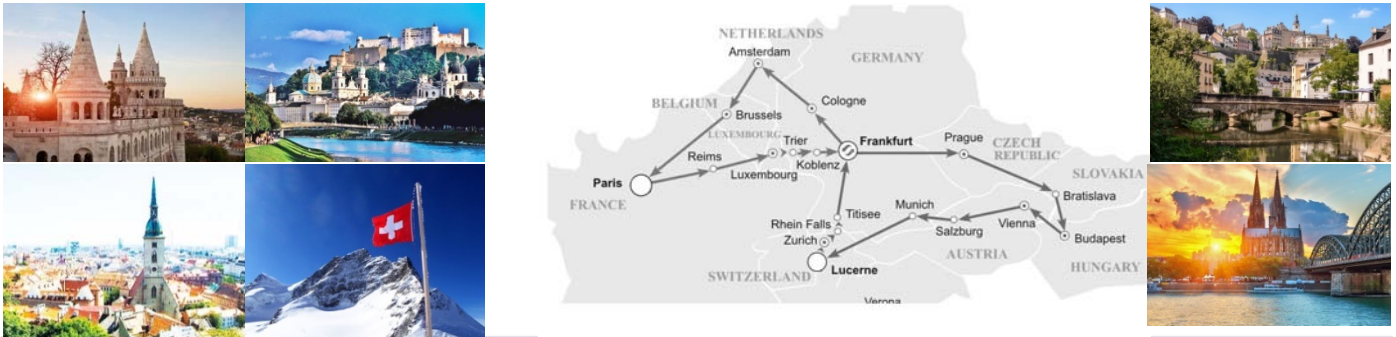 NETHERLANDS
Amsterdam
GERMANY
BELGIUM
Cologne
Brussels
LUXEMBOURG
Trier
Frankfurt
Prague
CZECH
REPUBLIC
Reims
Koblenz
Luxembourg
SLOVAKIA
Paris
FRANCE
Bratislava
Munich
Titisee
Rhein Falls
Vienna
Salzburg
Zurich
Budapest
AUSTRIA
SWITZERLAND
Lucerne
HUNGARY
Verona